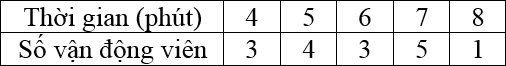 Thời gian (phút) 4 5 6 7 8
Số vận động viên 3 4 3 5 1